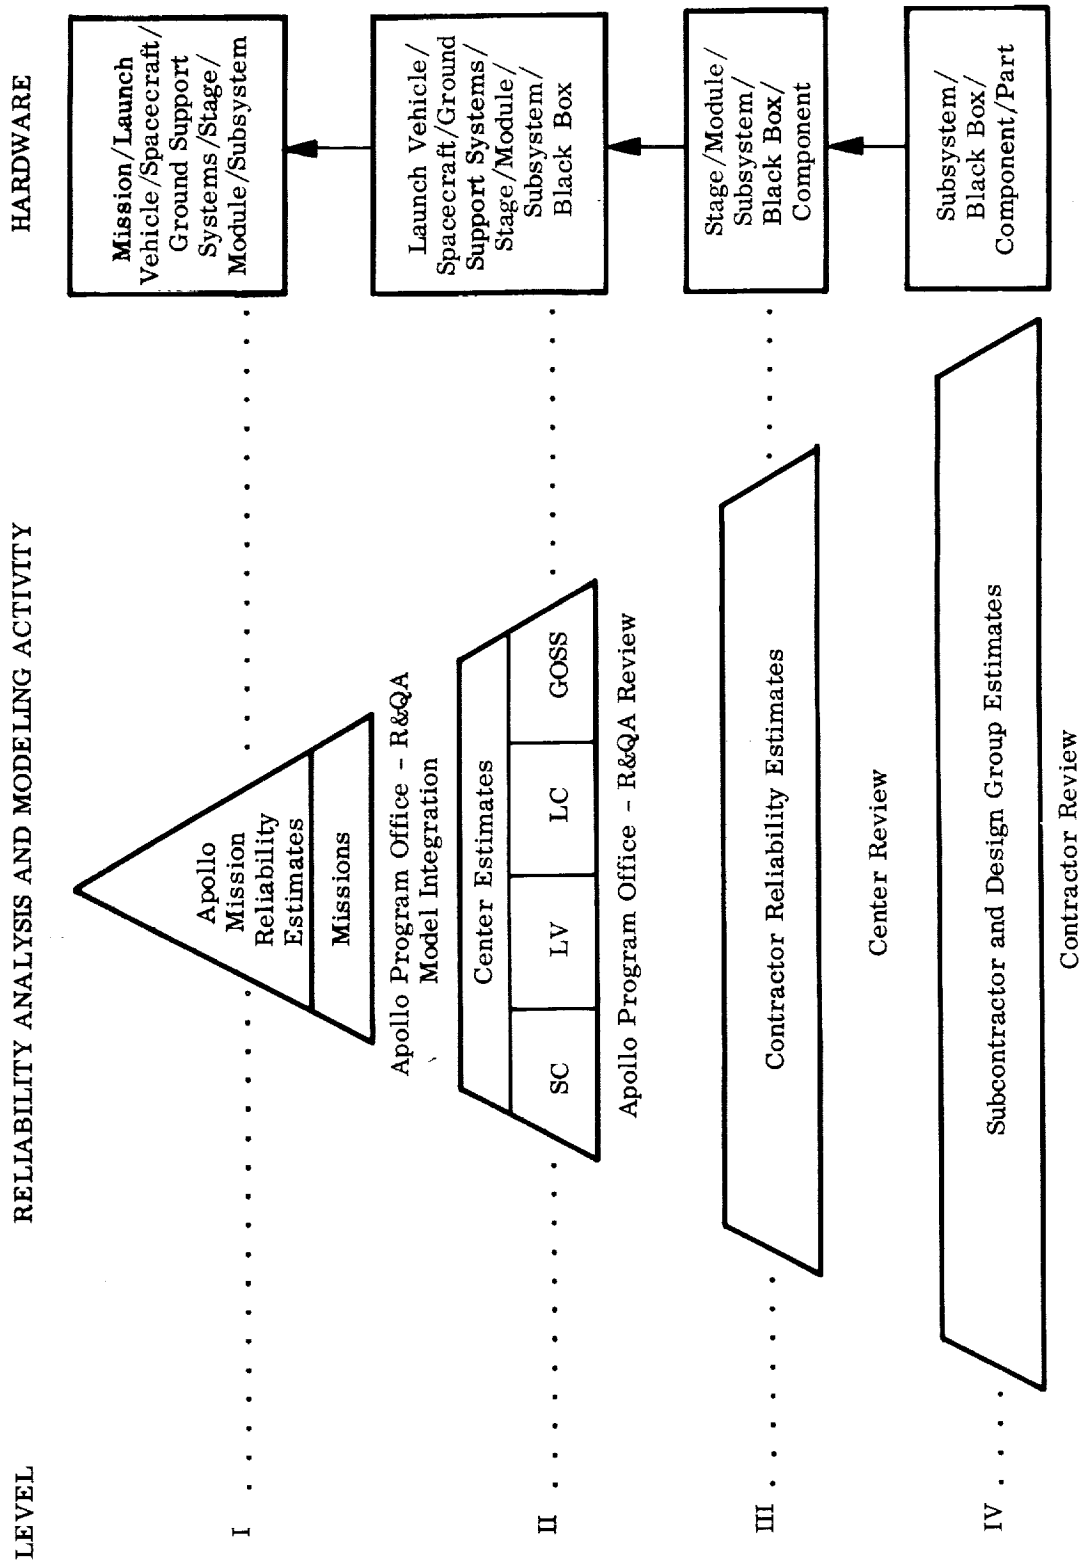 LEVEL
RELIABILITY ANALYSIS AND MODELING ACTIVITY
HARDWARE
I
Apollo
Mission
Reliability
Estimates
Missions
Mission/Launch
Vehicle/Spacecraft/
Ground Support
Systems/Stage/
Module/Subsystem
Apollo Program Office - R&QA
Model Integration
II
Center Estimates
SC
LV
LC
GOSS
Launch Vehicle/
Spacecraft/Ground
Support Systems/
Stage/Module/
Subsystem/
Black Box
Apollo Program Office - R&QA Review
III
Contractor Reliability Estimates
Stage/Module/
Subsystem/
Black Box/
Component
Center Review
IV
Subcontractor and Design Group Estimates
Subsystem/
Black Box/
Component/Part
Contractor Review